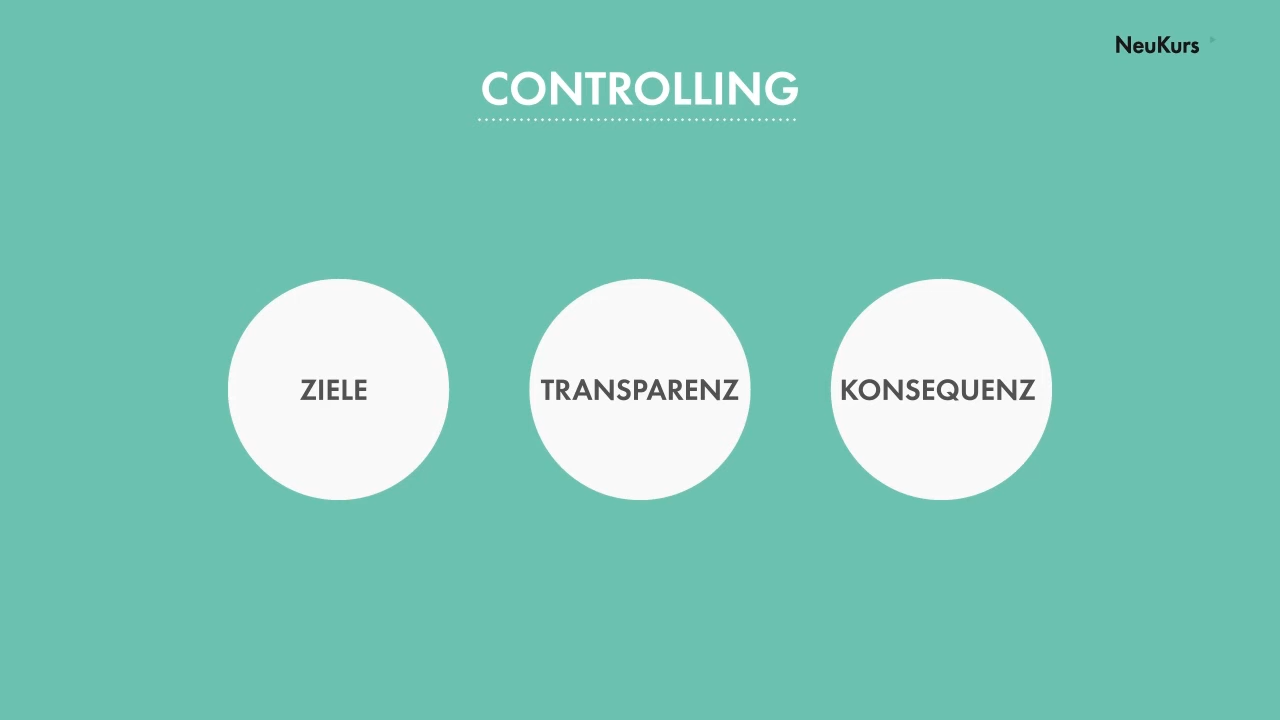 NeuKurs
CONTROLLING
ZIELE
TRANSPARENZ
KONSEQUENZ